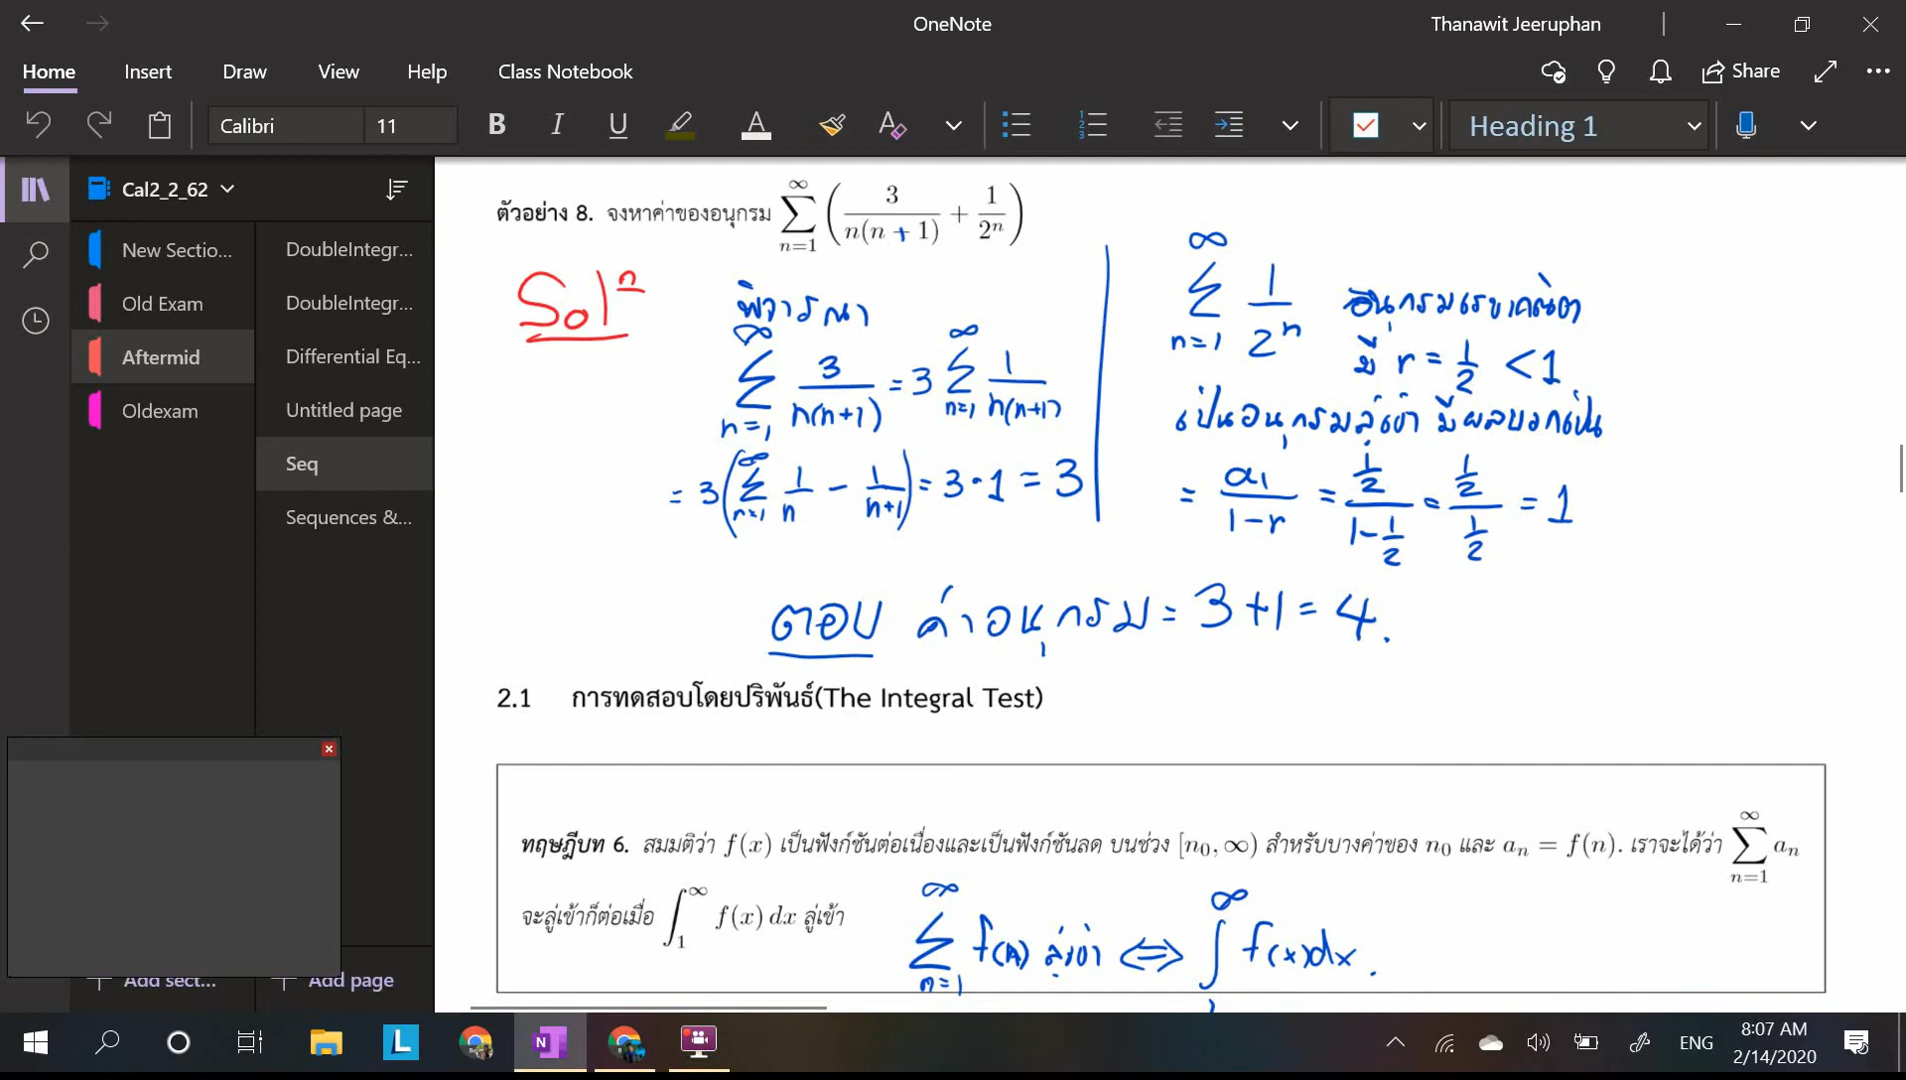 OneNote
Thanawit Jeeruphan
Home Insert Draw View Help Class Notebook
Share
Calibri 11 B I U A Heading 1
Cal2_2_62
New Sectio...
Old Exam
Aftermid
Oldexam
DoubleIntegr...
DoubleIntegr...
Differential Eq...
Untitled page
Seq
Sequences &...
Add sect...
Add page
ตัวอย่าง 8. จงหาค่าของอนุกรม ∑_{n=1}^{∞} (3/(n(n + 1)) + 1/2ⁿ)
Solⁿ
พิจารณา
∑_{n=1}^{∞} 3/(n(n+1)) = 3 ∑_{n=1}^{∞} 1/(n(n+1))
= 3(∑_{n=1}^{∞} 1/n − 1/(n+1)) = 3·1 = 3
∑_{n=1}^{∞} 1/2ⁿ อนุกรมเรขาคณิต
มี r = 1/2 < 1.
เป็นอนุกรมลู่เข้า มีผลบวกเป็น
= a₁/(1−r) = (1/2)/(1−1/2) = (1/2)/(1/2) = 1
ตอบ ค่าอนุกรม = 3+1 = 4.
2.1 การทดสอบโดยปริพันธ์(The Integral Test)
ทฤษฎีบท 6. สมมติว่า f(x) เป็นฟังก์ชันต่อเนื่องและเป็นฟังก์ชันลด บนช่วง [n₀, ∞) สำหรับบางค่าของ n₀ และ aₙ = f(n). เราจะได้ว่า ∑_{n=1}^{∞} aₙ
จะลู่เข้าก็ต่อเมื่อ ∫₁^∞ f(x) dx ลู่เข้า
∑_{n=1}^{∞} f(n) ลู่เข้า ⟺ ∫₁^∞ f(x)dx.
ENG
8:07 AM
2/14/2020